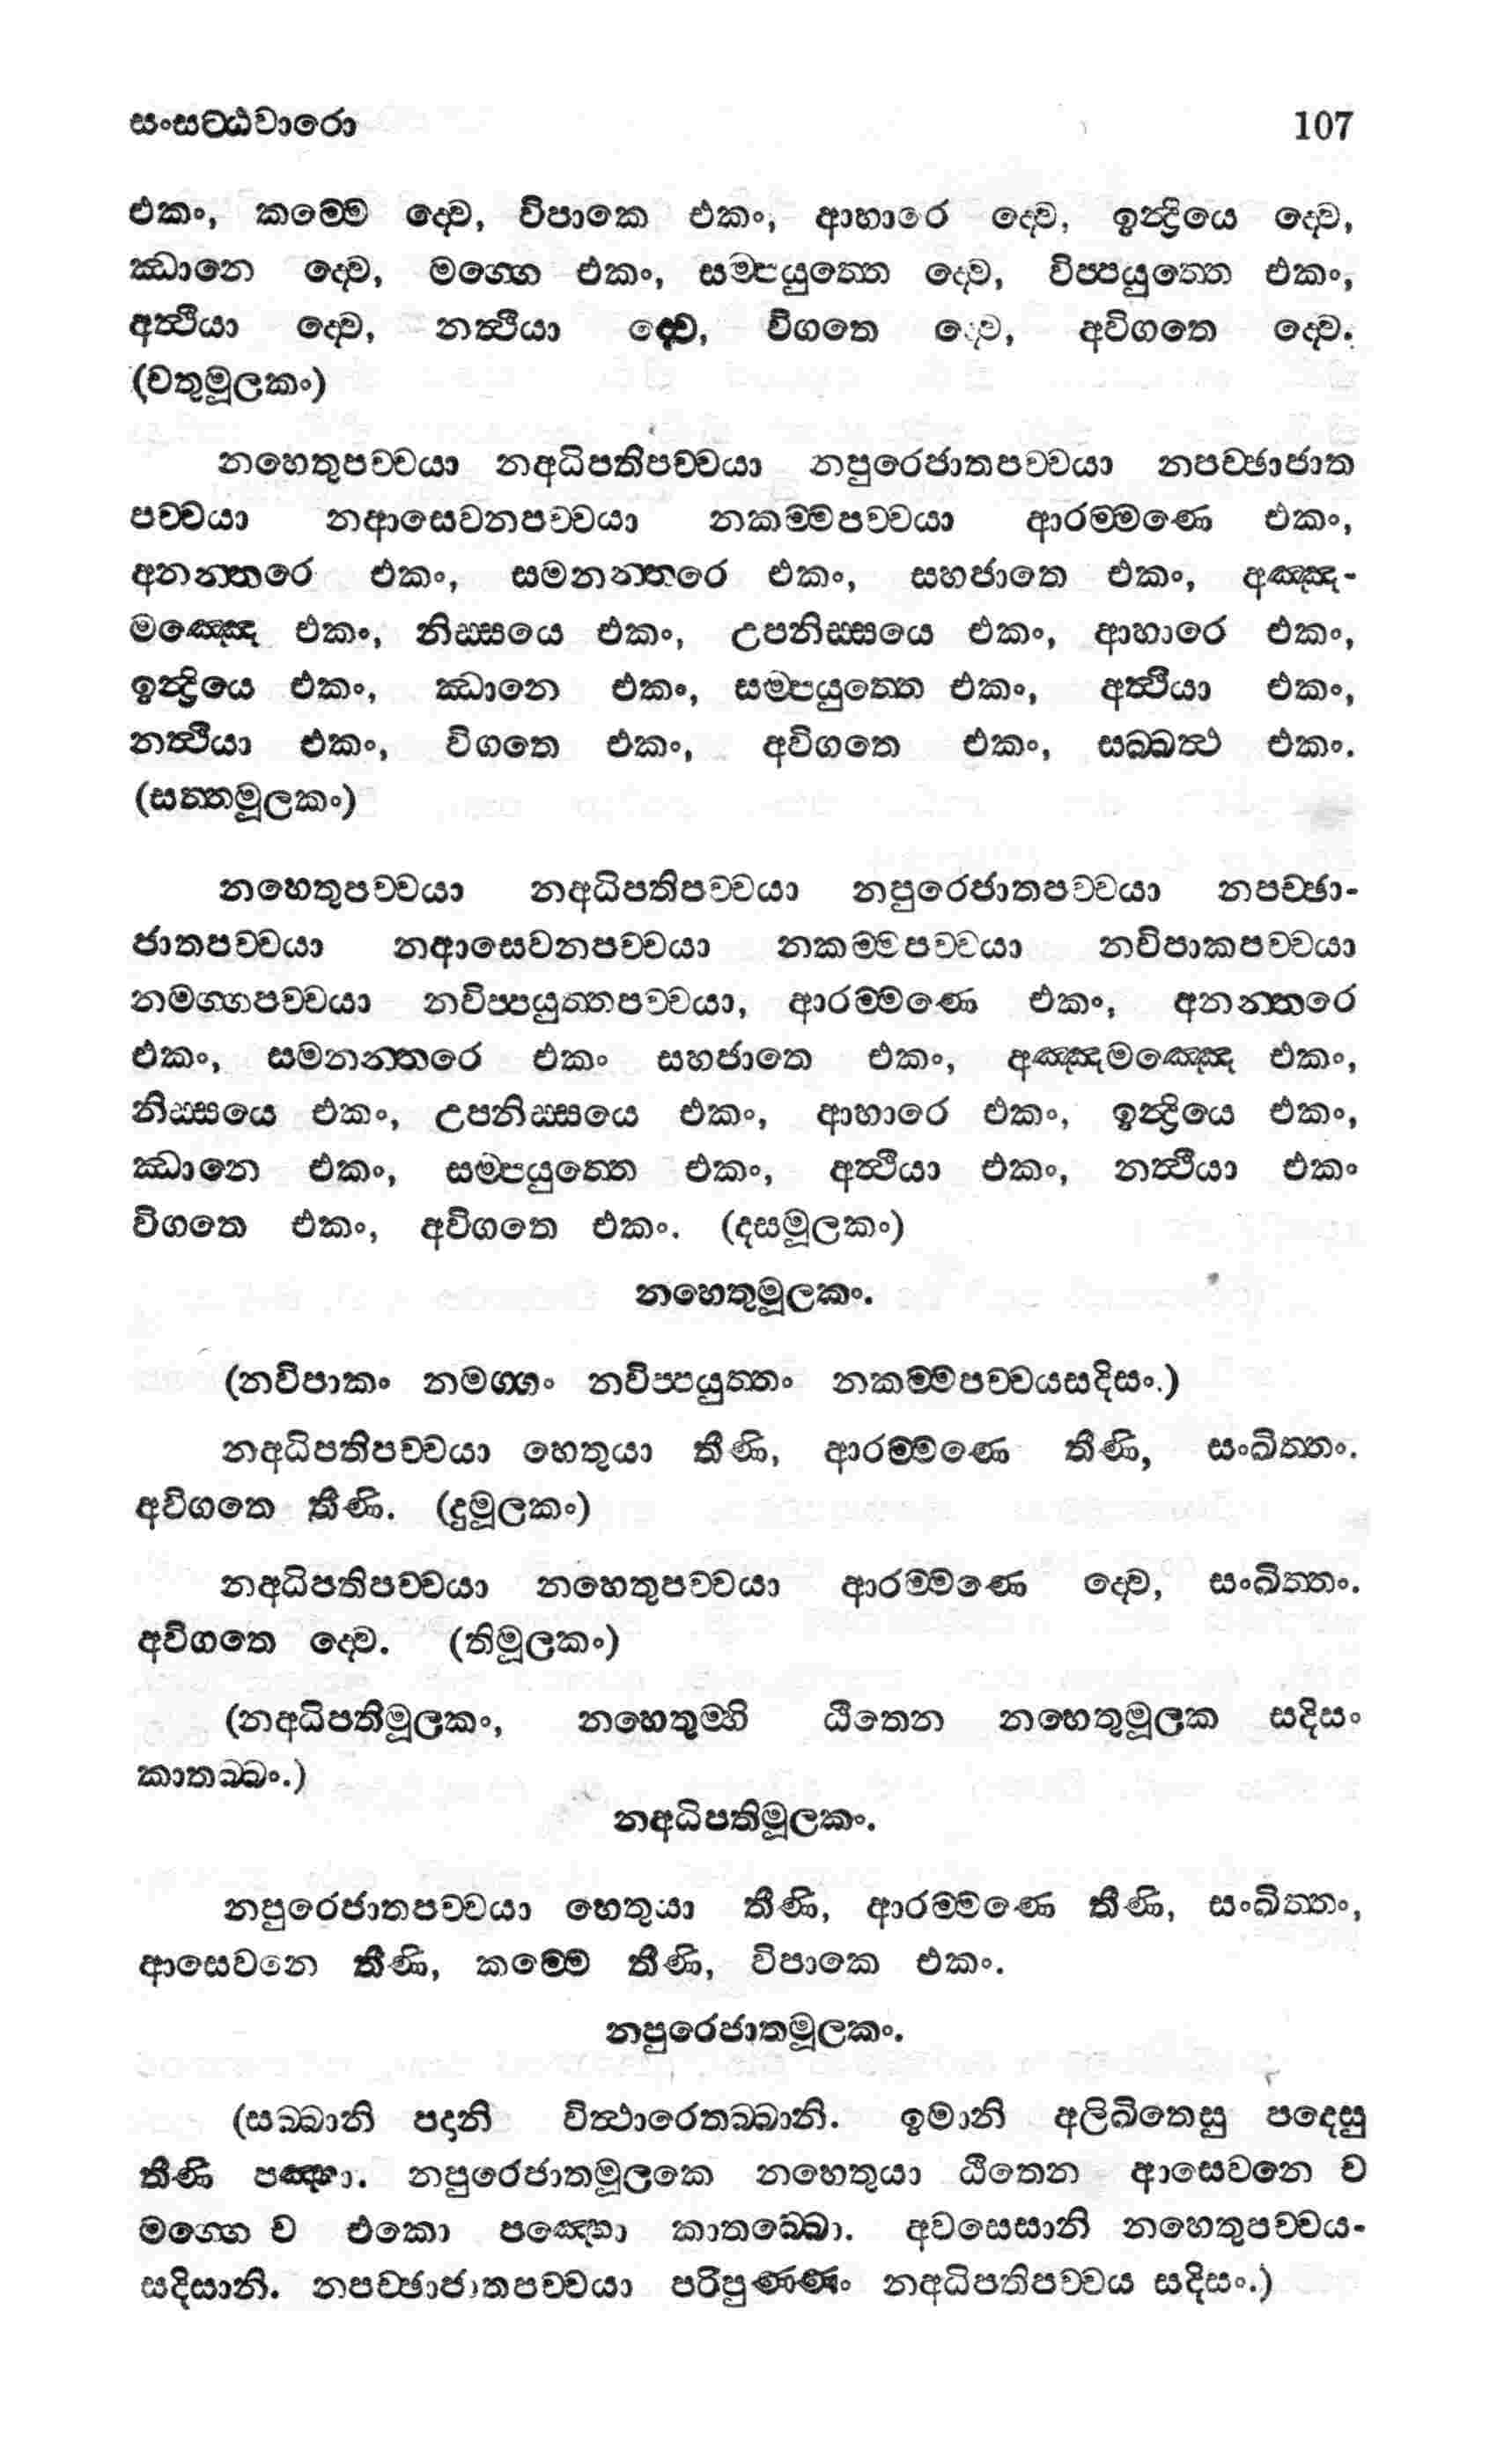 සංසට්ඨවාරො 107
එකං, කම්මෙ ද්වෙ, විපාකෙ එකං, ආහාරෙ ද්වෙ, ඉන්ද්‍රියෙ ද්වෙ,
ඣානෙ ද්වෙ, මග්ගෙ එකං, සම්පයුත්තෙ ද්වෙ, විප්පයුත්තෙ එකං,
අත්ථියා ද්වෙ, නත්ථියා ද්වෙ, විගතෙ ද්වෙ, අවිගතෙ ද්වෙ.
(චතුමූලකං)
නහෙතුපච්චයා නඅධිපතිපච්චයා නපුරෙජාතපච්චයා නපච්ඡාජාත
පච්චයා නආසෙවනපච්චයා නකම්මපච්චයා ආරම්මණෙ එකං,
අනන්තරෙ එකං, සමනන්තරෙ එකං, සහජාතෙ එකං, අඤ්ඤ-
මඤ්ඤෙ එකං, නිස්සයෙ එකං, උපනිස්සයෙ එකං, ආහාරෙ එකං,
ඉන්ද්‍රියෙ එකං, ඣානෙ එකං, සම්පයුත්තෙ එකං, අත්ථියා එකං,
නත්ථියා එකං, විගතෙ එකං, අවිගතෙ එකං, සබ්බත්ථ එකං.
(සත්තමූලකං)
නහෙතුපච්චයා නඅධිපතිපච්චයා නපුරෙජාතපච්චයා නපච්ඡා-
ජාතපච්චයා නආසෙවනපච්චයා නකම්මපච්චයා නවිපාකපච්චයා
නමග්ගපච්චයා නවිප්පයුත්තපච්චයා, ආරම්මණෙ එකං, අනන්තරෙ
එකං, සමනන්තරෙ එකං සහජාතෙ එකං, අඤ්ඤමඤ්ඤෙ එකං,
නිස්සයෙ එකං, උපනිස්සයෙ එකං, ආහාරෙ එකං, ඉන්ද්‍රියෙ එකං,
ඣානෙ එකං, සම්පයුත්තෙ එකං, අත්ථියා එකං, නත්ථියා එකං
විගතෙ එකං, අවිගතෙ එකං. (දසමූලකං)
නහෙතුමූලකං.
(නවිපාකං නමග්ගං නවිප්පයුත්තං නකම්මපච්චයසදිසං.)
නඅධිපතිපච්චයා හෙතුයා තීණි, ආරම්මණෙ තීණි, සංඛිත්තං.
අවිගතෙ තීණි. (දුමූලකං)
නඅධිපතිපච්චයා නහෙතුපච්චයා ආරම්මණෙ ද්වෙ, සංඛිත්තං.
අවිගතෙ ද්වෙ. (තිමූලකං)
(නඅධිපතිමූලකං, නහෙතුම්හි ඨිතෙන නහෙතුමූලක සදිසං
කාතබ්බං.)
නඅධිපතිමූලකං.
නපුරෙජාතපච්චයා හෙතුයා තීණි, ආරම්මණෙ තීණි, සංඛිත්තං,
ආසෙවනෙ තීණි, කම්මෙ තීණි, විපාකෙ එකං.
නපුරෙජාතමූලකං.
(සබ්බානි පදානි විත්ථාරෙතබ්බානි. ඉමානි අලිඛිතෙසු පදෙසු
තීණි පඤ්හා. නපුරෙජාතමූලකෙ නහෙතුයා ඨිතෙන ආසෙවනෙ ච
මග්ගෙ ච එකො පඤ්හො කාතබ්බො. අවසෙසානි නහෙතුපච්චය-
සදිසානි. නපච්ඡාජාතපච්චයා පරිපුණ්ණං නඅධිපතිපච්චය සදිසං.)